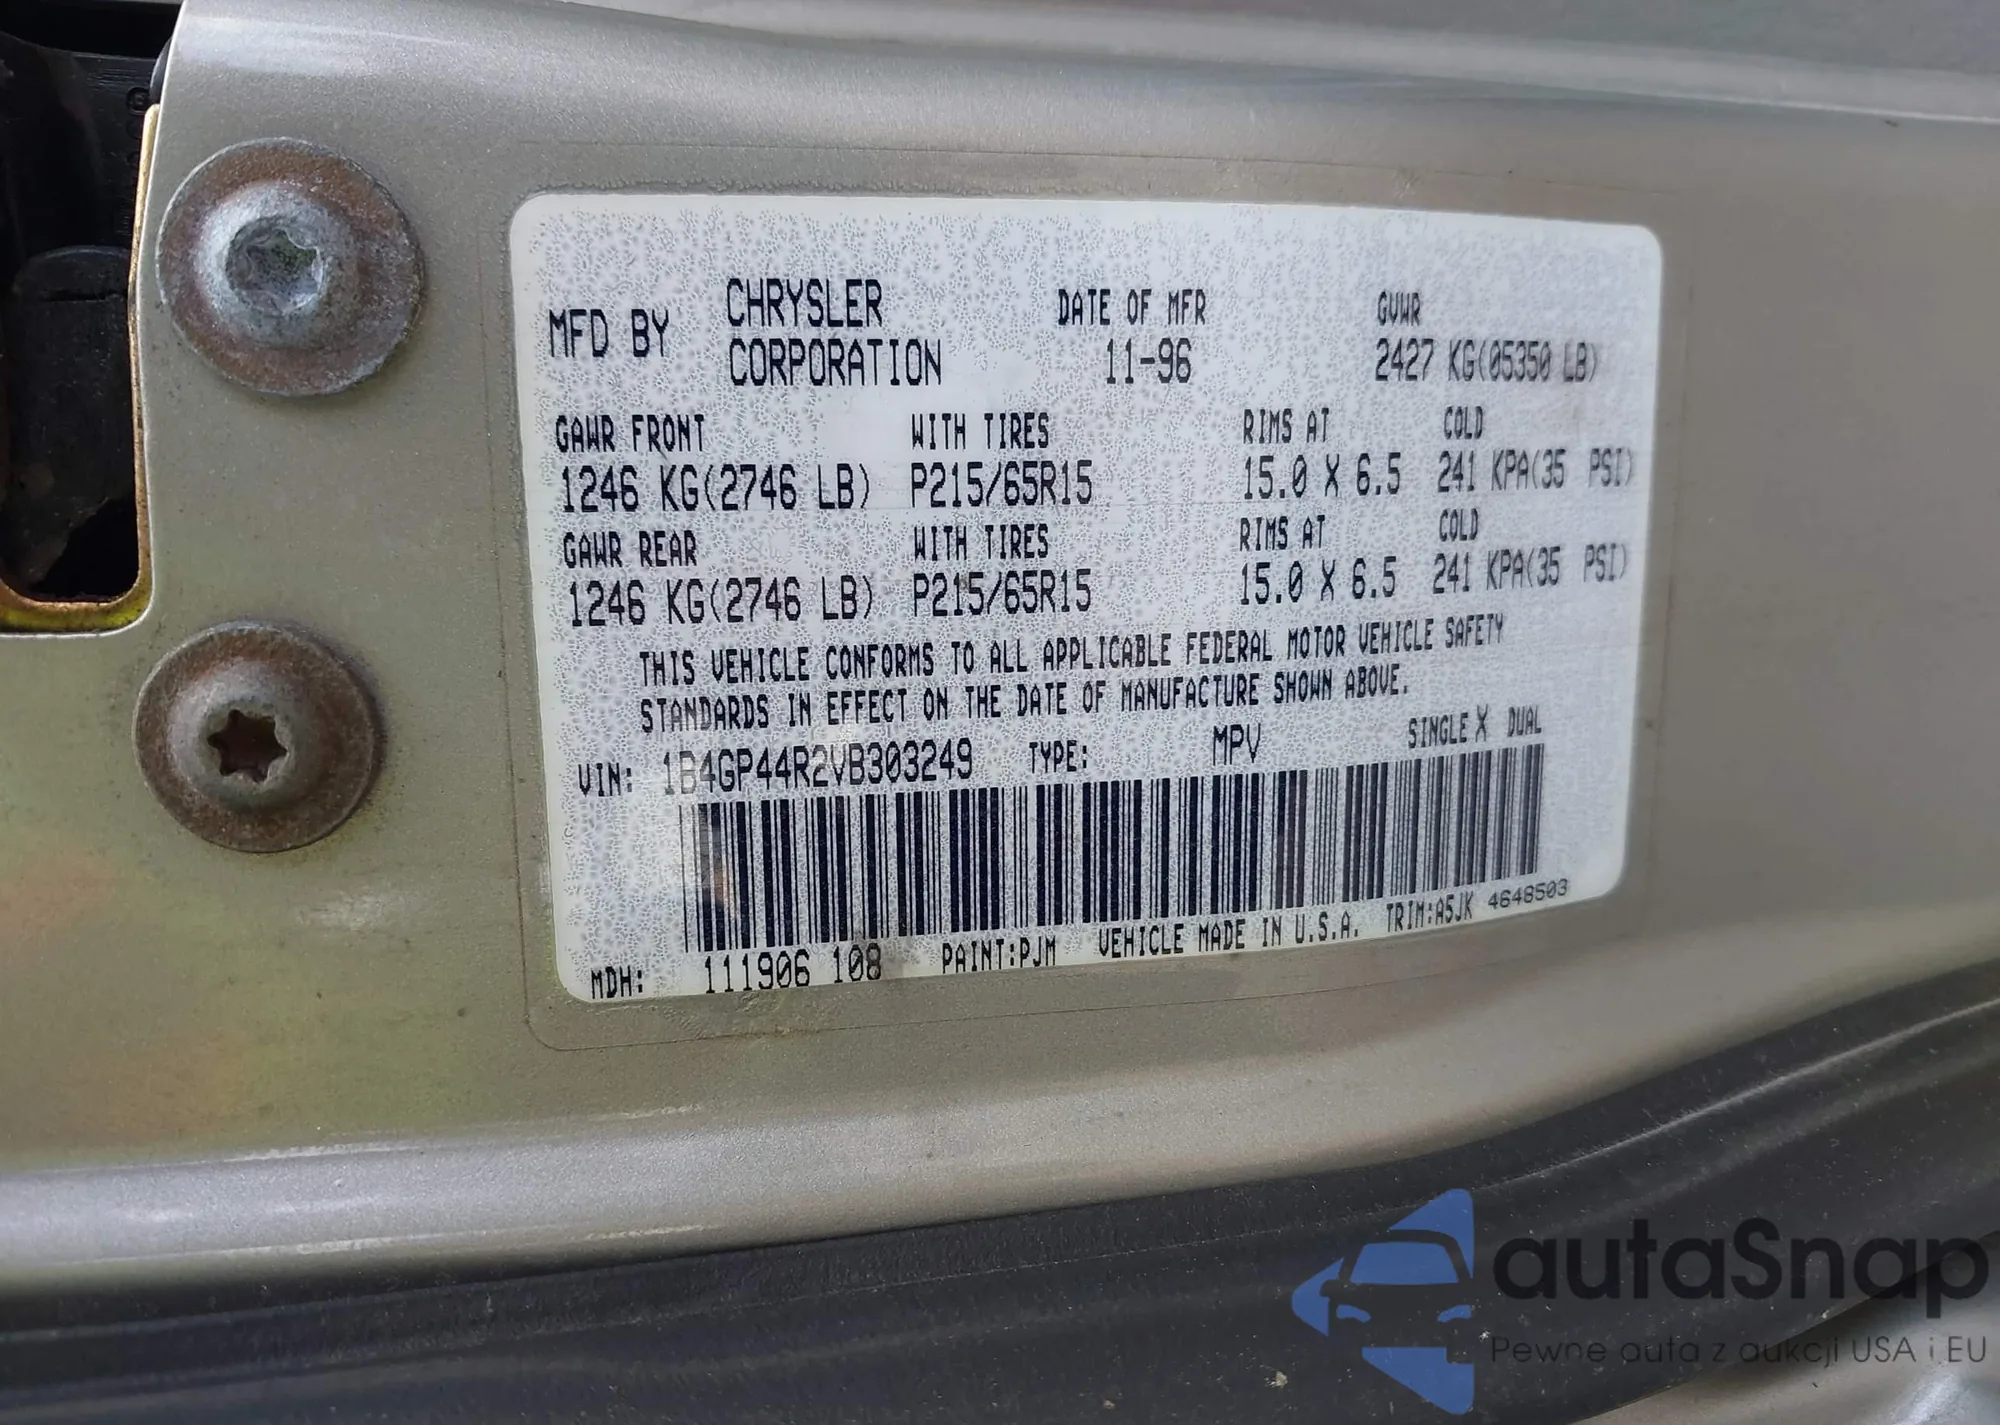 MFD BY CHRYSLER CORPORATION DATE OF MFR 11-96 GVWR 2427 KG(05350 LB)
GAWR FRONT WITH TIRES RIMS AT COLD
1246 KG(2746 LB) P215/65R15 15.0 X 6.5 241 KPA(35 PSI)
GAWR REAR WITH TIRES RIMS AT COLD
1246 KG(2746 LB) P215/65R15 15.0 X 6.5 241 KPA(35 PSI)
THIS VEHICLE CONFORMS TO ALL APPLICABLE FEDERAL MOTOR VEHICLE SAFETY
STANDARDS IN EFFECT ON THE DATE OF MANUFACTURE SHOWN ABOVE.
VIN: 1B4GP44R2VB303249 TYPE: MPV SINGLE X DUAL
MDH: 111906 108 PAINT:PJM VEHICLE MADE IN U.S.A. TRIM:A5JK 4648503
autaSnap
Pewne auta z aukcji USA i EU